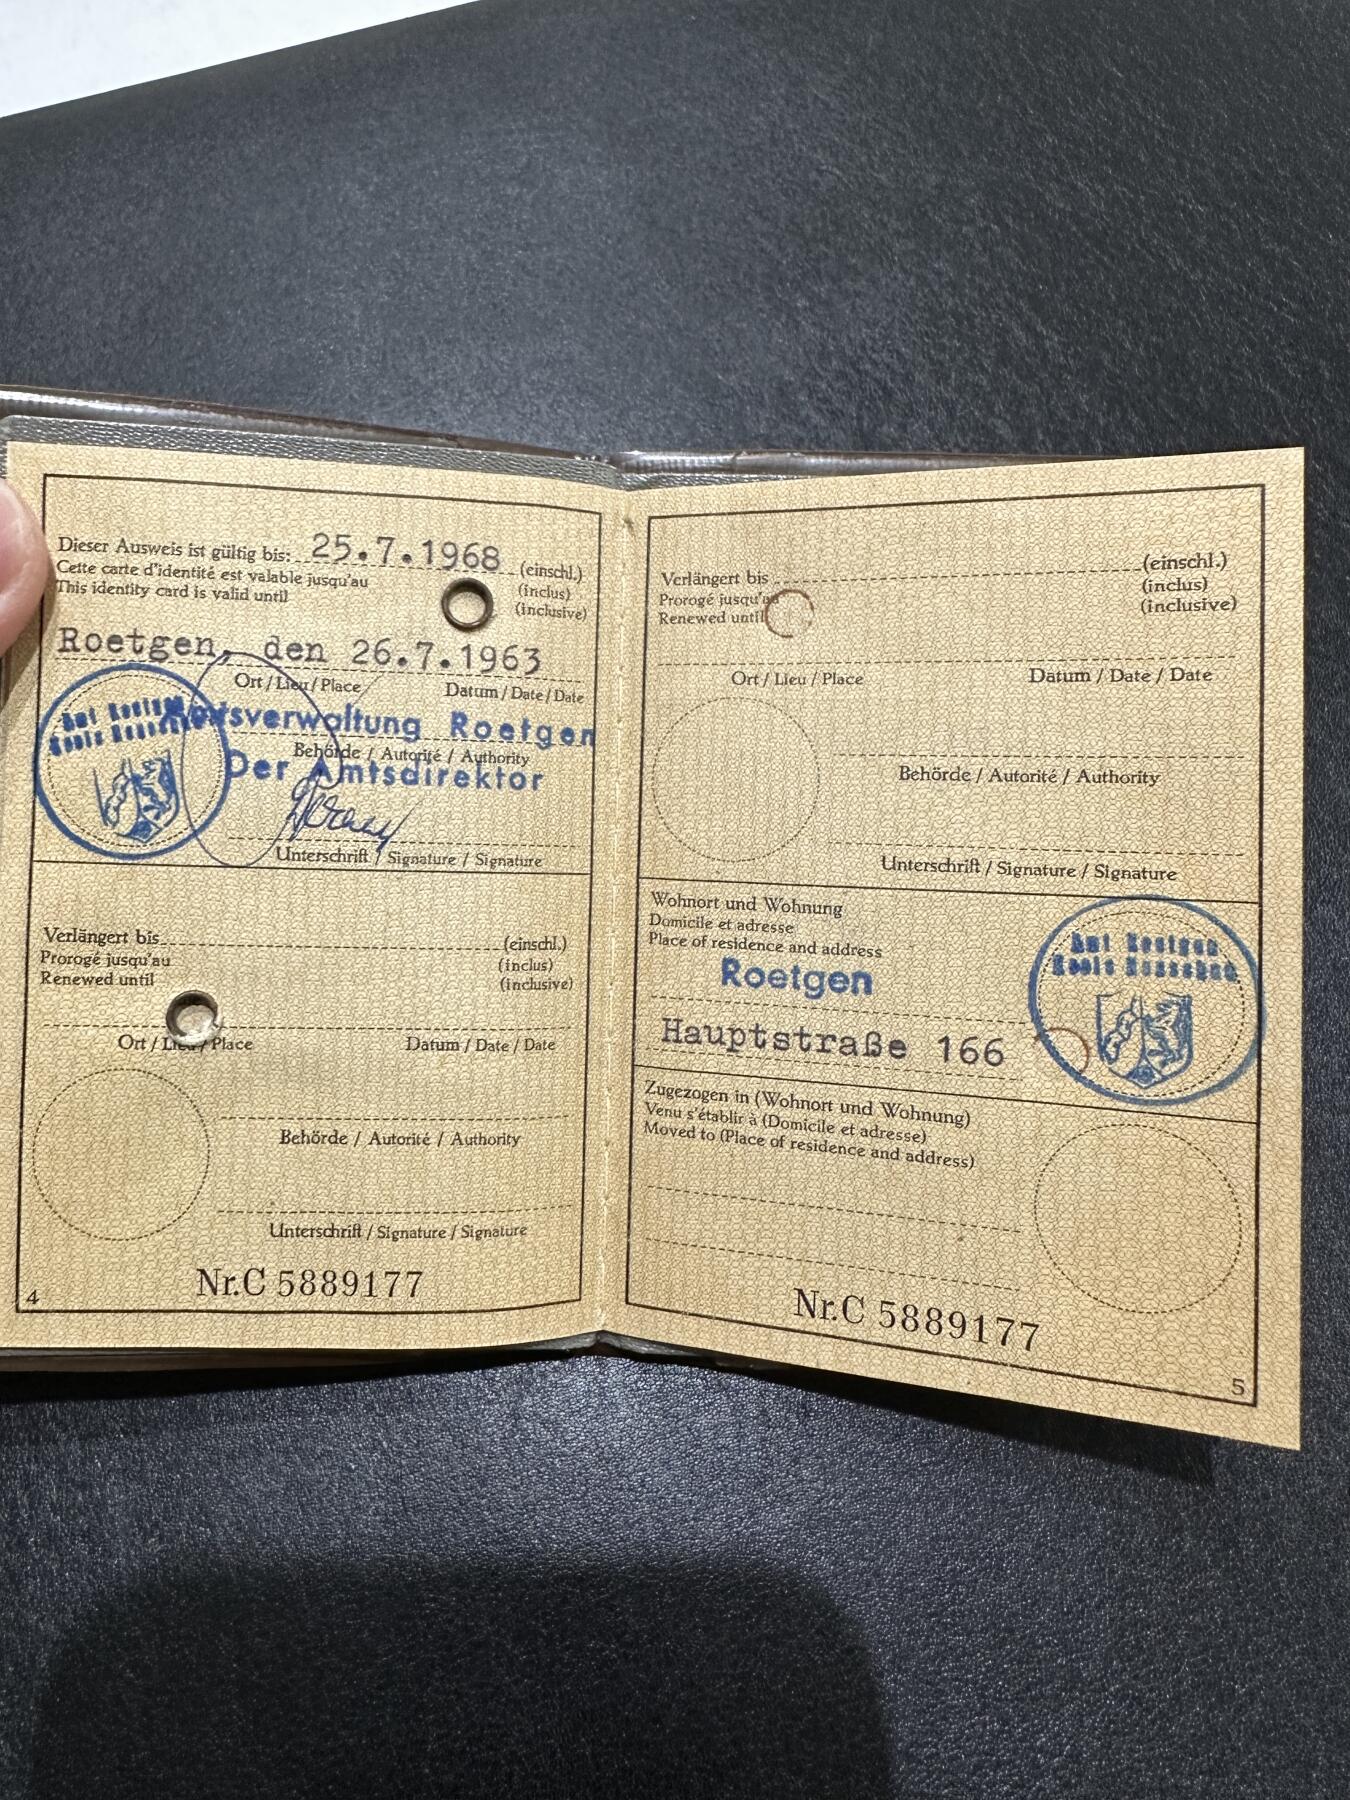 Dieser Ausweis ist gültig bis: 25.7.1968 (einschl.)
Cette carte d'identité est valable jusqu'au (inclus)
This identity card is valid until (inclusive)
Roetgen, den 26.7.1963
Ort / Lieu / Place Datum / Date / Date
Amt Roetgen
Kreis Monschau
Amtsverwaltung Roetgen
Behörde / Autorité / Authority
Der Amtsdirektor
Unterschrift / Signature / Signature
Verlängert bis (einschl.)
Prorogé jusqu'au (inclus)
Renewed until (inclusive)
Ort / Lieu / Place Datum / Date / Date
Behörde / Autorité / Authority
Unterschrift / Signature / Signature
Nr.C 5889177
4
Verlängert bis (einschl.)
Prorogé jusqu'au (inclus)
Renewed until (inclusive)
Ort / Lieu / Place Datum / Date / Date
Behörde / Autorité / Authority
Unterschrift / Signature / Signature
Wohnort und Wohnung
Domicile et adresse
Place of residence and address
Roetgen
Hauptstraße 166
Amt Roetgen
Kreis Monschau
Zugezogen in (Wohnort und Wohnung)
Venu s'établir à (Domicile et adresse)
Moved to (Place of residence and address)
Nr.C 5889177
5